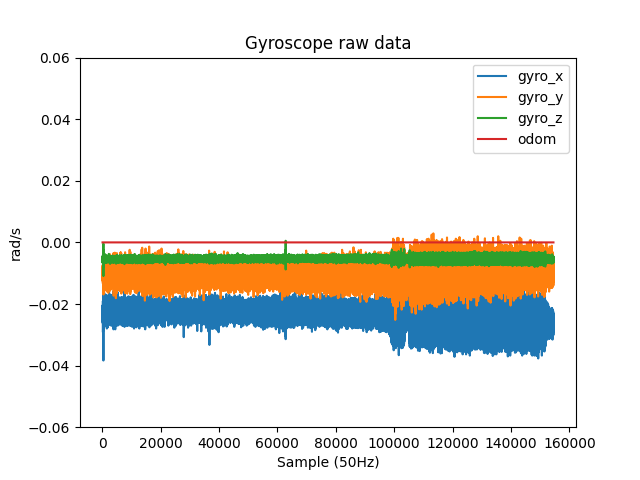 Gyroscope raw data
0.06
0.04
0.02
0.00
−0.02
−0.04
−0.06
rad/s
gyro_x
gyro_y
gyro_z
odom
0 20000 40000 60000 80000 100000 120000 140000 160000
Sample (50Hz)